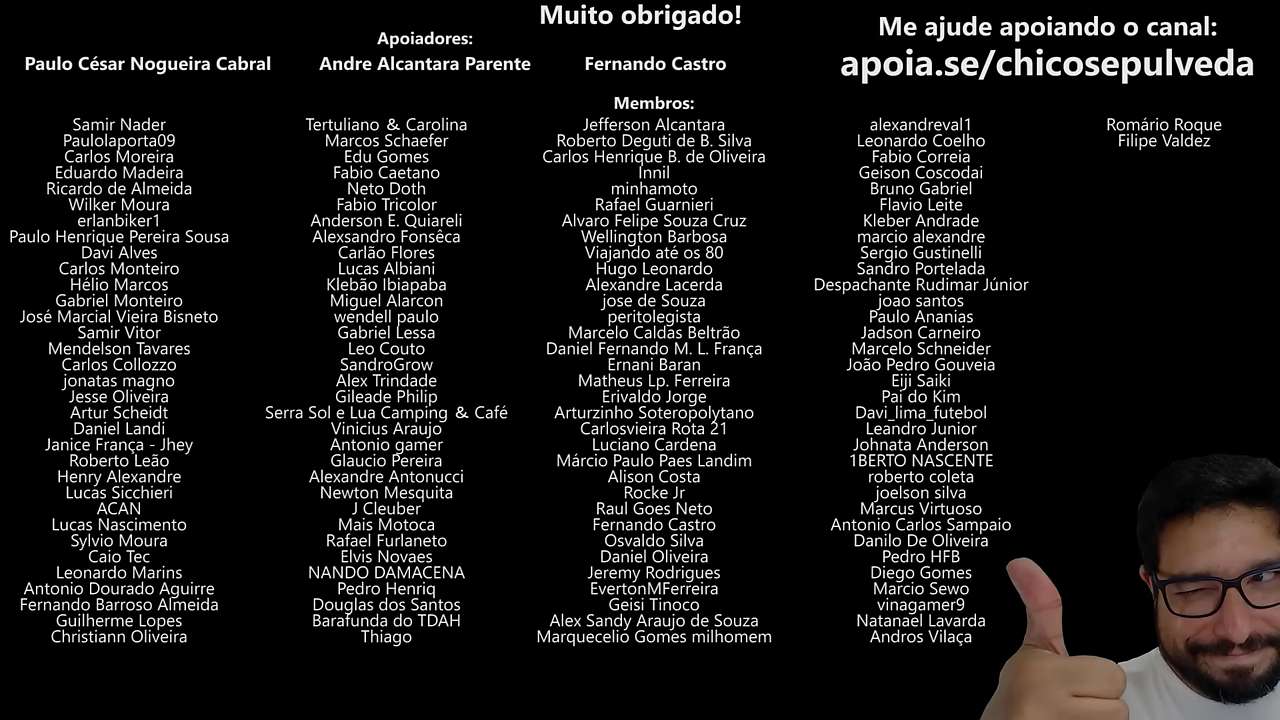 Muito obrigado!
Apoiadores:
Paulo César Nogueira Cabral
Andre Alcantara Parente
Fernando Castro
Me ajude apoiando o canal:
apoia.se/chicosepulveda
Membros:
Samir Nader
Paulolaporta09
Carlos Moreira
Eduardo Madeira
Ricardo de Almeida
Wilker Moura
erlanbiker1
Paulo Henrique Pereira Sousa
Davi Alves
Carlos Monteiro
Hélio Marcos
Gabriel Monteiro
José Marcial Vieira Bisneto
Samir Vitor
Mendelson Tavares
Carlos Collozzo
jonatas magno
Jesse Oliveira
Artur Scheidt
Daniel Landi
Janice França - Jhey
Roberto Leão
Henry Alexandre
Lucas Sicchieri
ACAN
Lucas Nascimento
Sylvio Moura
Caio Tec
Leonardo Marins
Antonio Dourado Aguirre
Fernando Barroso Almeida
Guilherme Lopes
Christiann Oliveira
Tertuliano & Carolina
Marcos Schaefer
Edu Gomes
Fabio Caetano
Neto Doth
Fabio Tricolor
Anderson E. Quiareli
Alexsandro Fonsêca
Carlão Flores
Lucas Albiani
Klebão Ibiapaba
Miguel Alarcon
wendell paulo
Gabriel Lessa
Leo Couto
SandroGrow
Alex Trindade
Gileade Philip
Serra Sol e Lua Camping & Café
Vinicius Araujo
Antonio gamer
Glaucio Pereira
Alexandre Antonucci
Newton Mesquita
J Cleuber
Mais Motoca
Rafael Furlaneto
Elvis Novaes
NANDO DAMACENA
Pedro Henriq
Douglas dos Santos
Barafunda do TDAH
Thiago
Jefferson Alcantara
Roberto Deguti de B. Silva
Carlos Henrique B. de Oliveira
Innil
minhamoto
Rafael Guarnieri
Alvaro Felipe Souza Cruz
Wellington Barbosa
Viajando até os 80
Hugo Leonardo
Alexandre Lacerda
jose de Souza
peritolegista
Marcelo Caldas Beltrão
Daniel Fernando M. L. França
Ernani Baran
Matheus Lp. Ferreira
Erivaldo Jorge
Arturzinho Soteropolytano
Carlosvieira Rota 21
Luciano Cardena
Márcio Paulo Paes Landim
Alison Costa
Rocke Jr
Raul Goes Neto
Fernando Castro
Osvaldo Silva
Daniel Oliveira
Jeremy Rodrigues
EvertonMFerreira
Geisi Tinoco
Alex Sandy Araujo de Souza
Marquecelio Gomes milhomem
alexandreval1
Leonardo Coelho
Fabio Correia
Geison Coscodai
Bruno Gabriel
Flavio Leite
Kleber Andrade
marcio alexandre
Sergio Gustinelli
Sandro Portelada
Despachante Rudimar Júnior
joao santos
Paulo Ananias
Jadson Carneiro
Marcelo Schneider
João Pedro Gouveia
Eiji Saiki
Pai do Kim
Davi_lima_futebol
Leandro Junior
Johnata Anderson
1BERTO NASCENTE
roberto coleta
joelson silva
Marcus Virtuoso
Antonio Carlos Sampaio
Danilo De Oliveira
Pedro HFB
Diego Gomes
Marcio Sewo
vinagamer9
Natanael Lavarda
Andros Vilaça
Romário Roque
Filipe Valdez